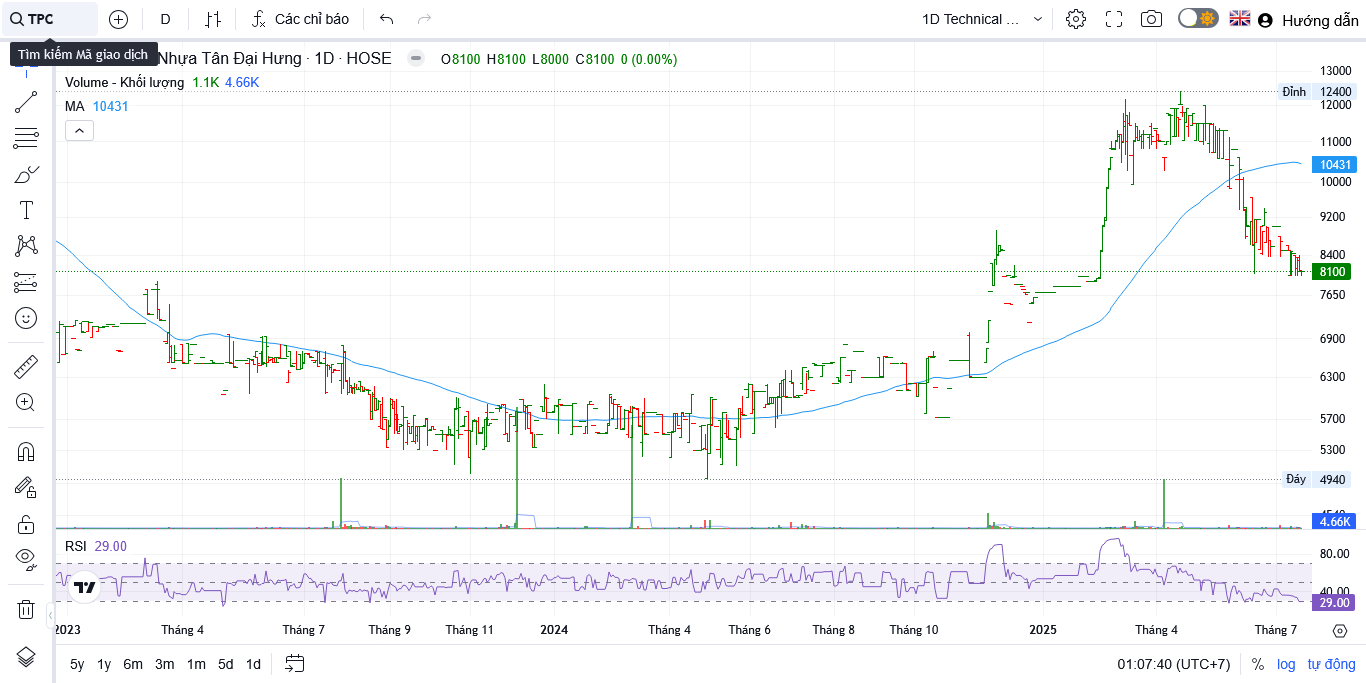 TPC D Các chỉ báo 1D Technical ... Hướng dẫn
Tìm kiếm Mã giao dịch
Nhựa Tân Đại Hưng · 1D · HOSE O8100 H8100 L8000 C8100 0 (0.00%)
Volume - Khối lượng 1.1K 4.66K
MA 10431
13000
Đỉnh 12400
12000
11000
10431
10000
9200
8400
8100
7650
6900
6300
5700
5300
Đáy 4940
4.66K
RSI 29.00
80.00
40.00
29.00
2023 Tháng 4 Tháng 7 Tháng 9 Tháng 11 2024 Tháng 4 Tháng 6 Tháng 8 Tháng 10 2025 Tháng 4 Tháng 7
5y 1y 6m 3m 1m 5d 1d 01:07:40 (UTC+7) % log tự động